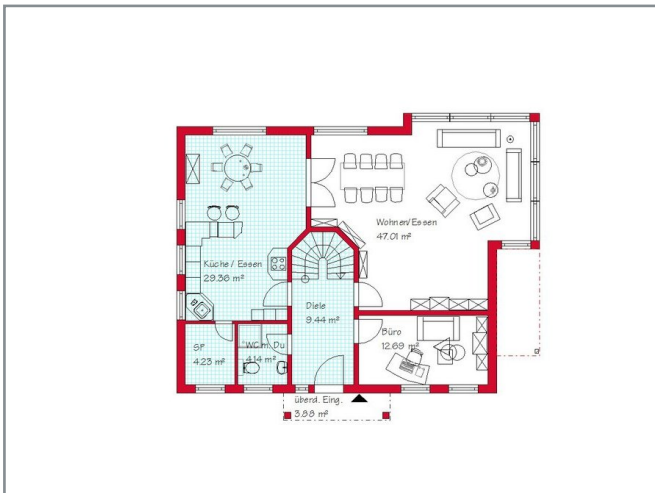 Wohnen/Essen
47.01 m²
Küche / Essen
29.36 m²
Diele
9.44 m²
Büro
12.69 m²
SP
4.23 m²
WC m. Du
4.14 m²
überd. Eing.
3.88 m²